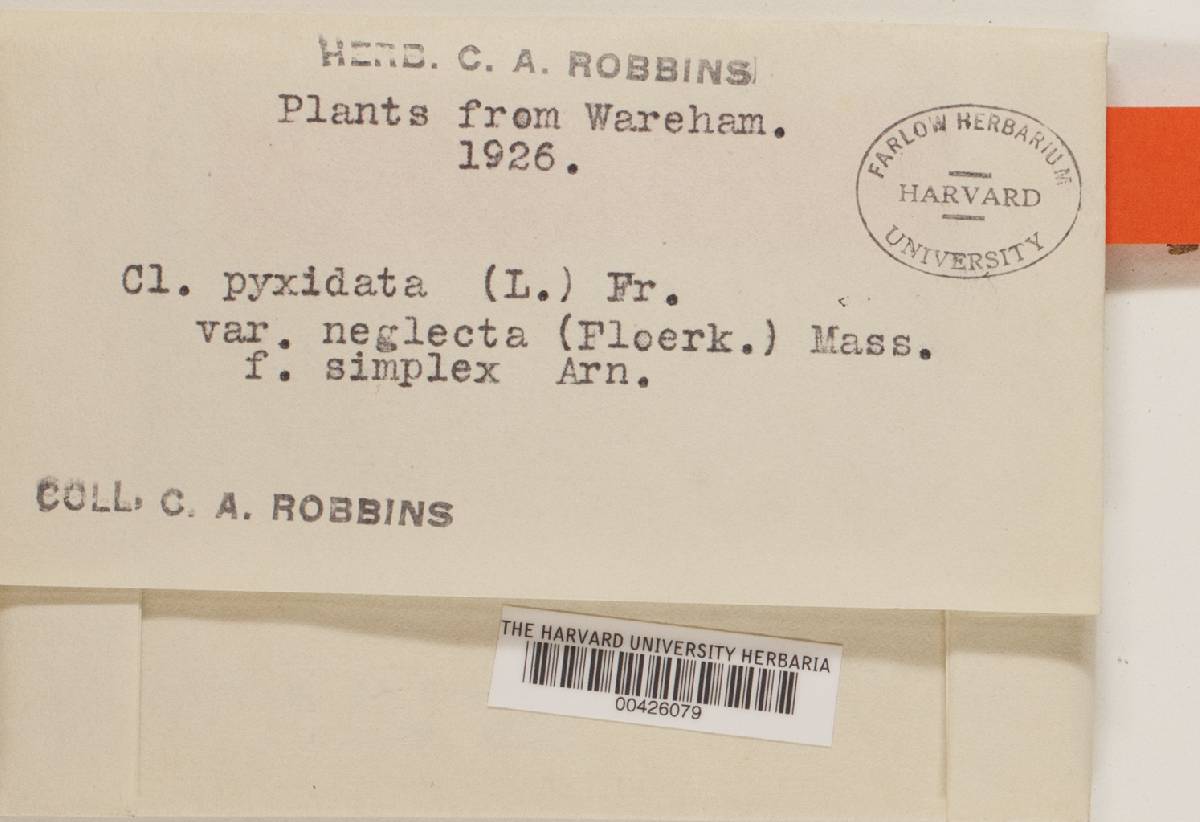 HERB. C. A. ROBBINS
Plants from Wareham.
1926.
FARLOW HERBARIUM
HARVARD
UNIVERSITY
Cl. pyxidata (L.) Fr.
var. neglecta (Floerk.) Mass.
f. simplex Arn.
COLL. C. A. ROBBINS
THE HARVARD UNIVERSITY HERBARIA
00426079